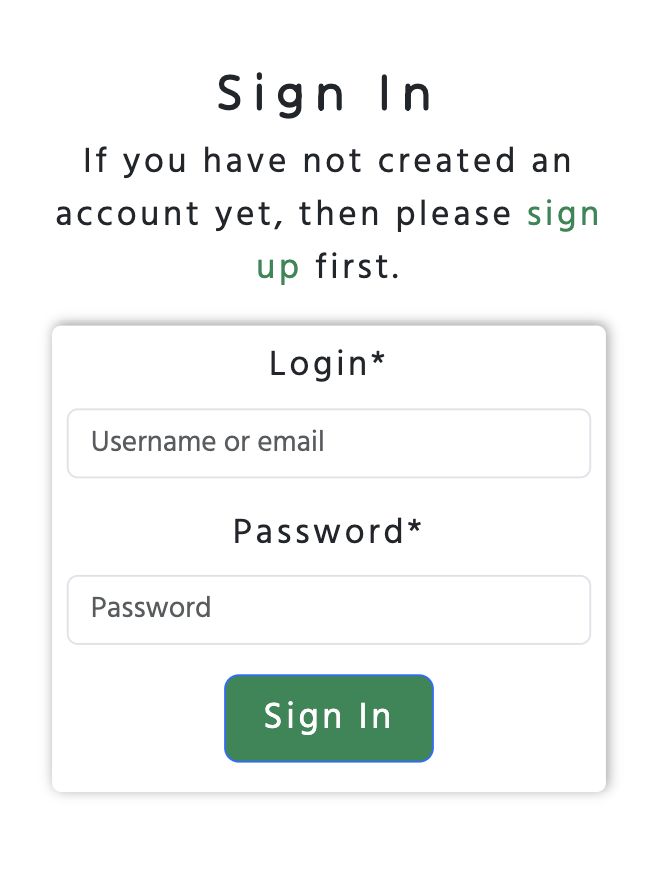 Sign In
If you have not created an
account yet, then please sign
up first.
Login*
Username or email
Password*
Password
Sign In